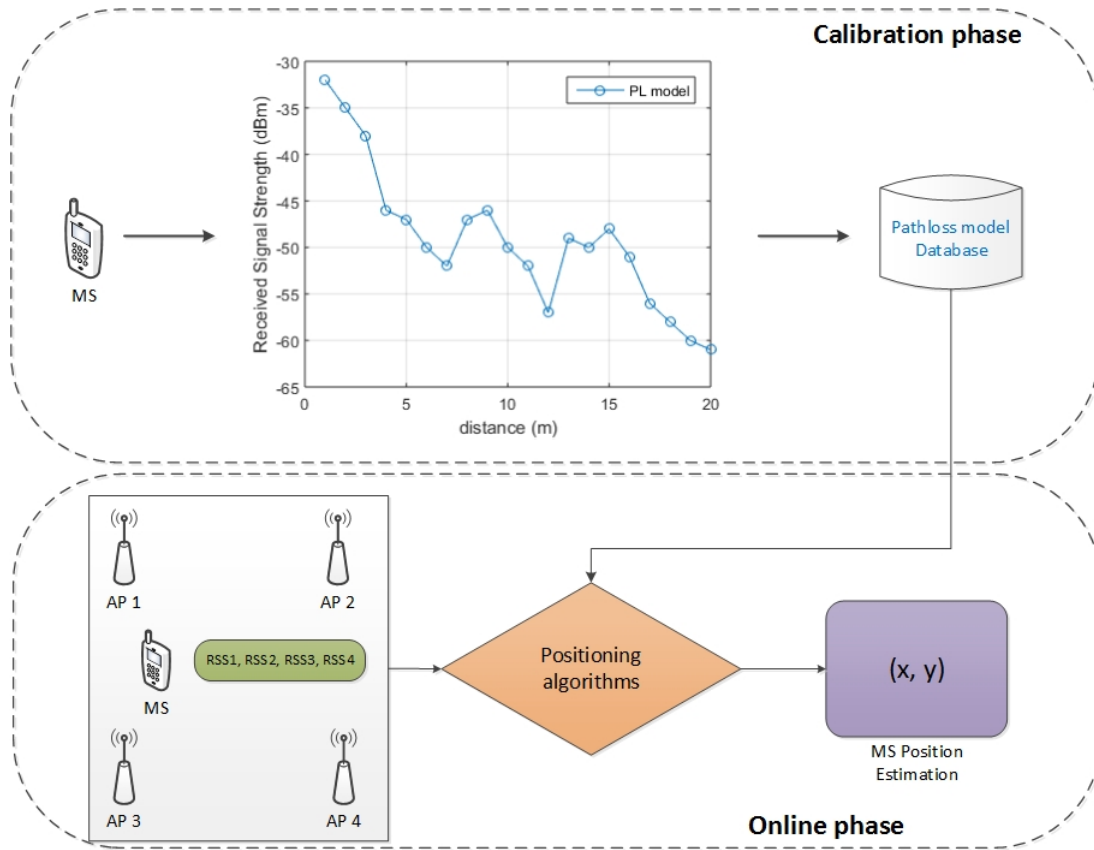 Calibration phase
-30
-35
-40
-45
-50
-55
-60
-65
Received Signal Strength (dBm)
PL model
0
5
10
15
20
distance (m)
MS
Pathloss model
Database
AP 1
AP 2
RSS1, RSS2, RSS3, RSS4
MS
AP 3
AP 4
Positioning
algorithms
(x, y)
MS Position
Estimation
Online phase